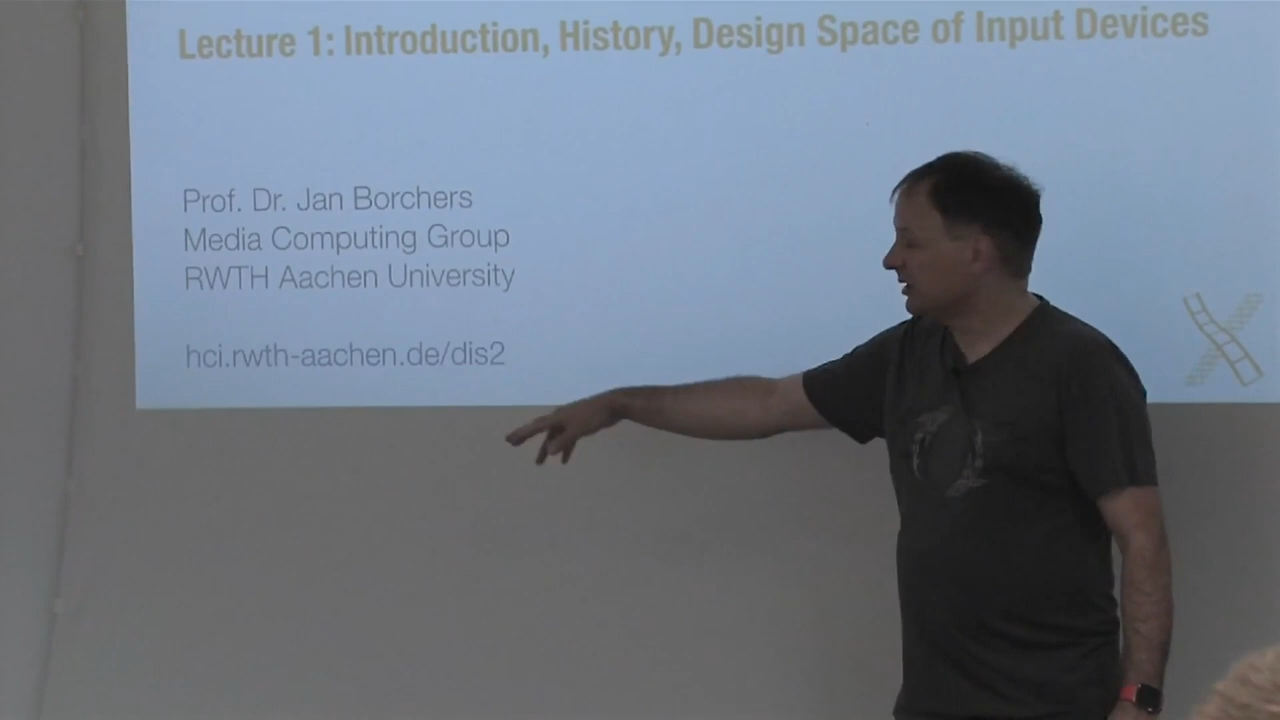 Lecture 1: Introduction, History, Design Space of Input Devices
Prof. Dr. Jan Borchers
Media Computing Group
RWTH Aachen University
hci.rwth-aachen.de/dis2